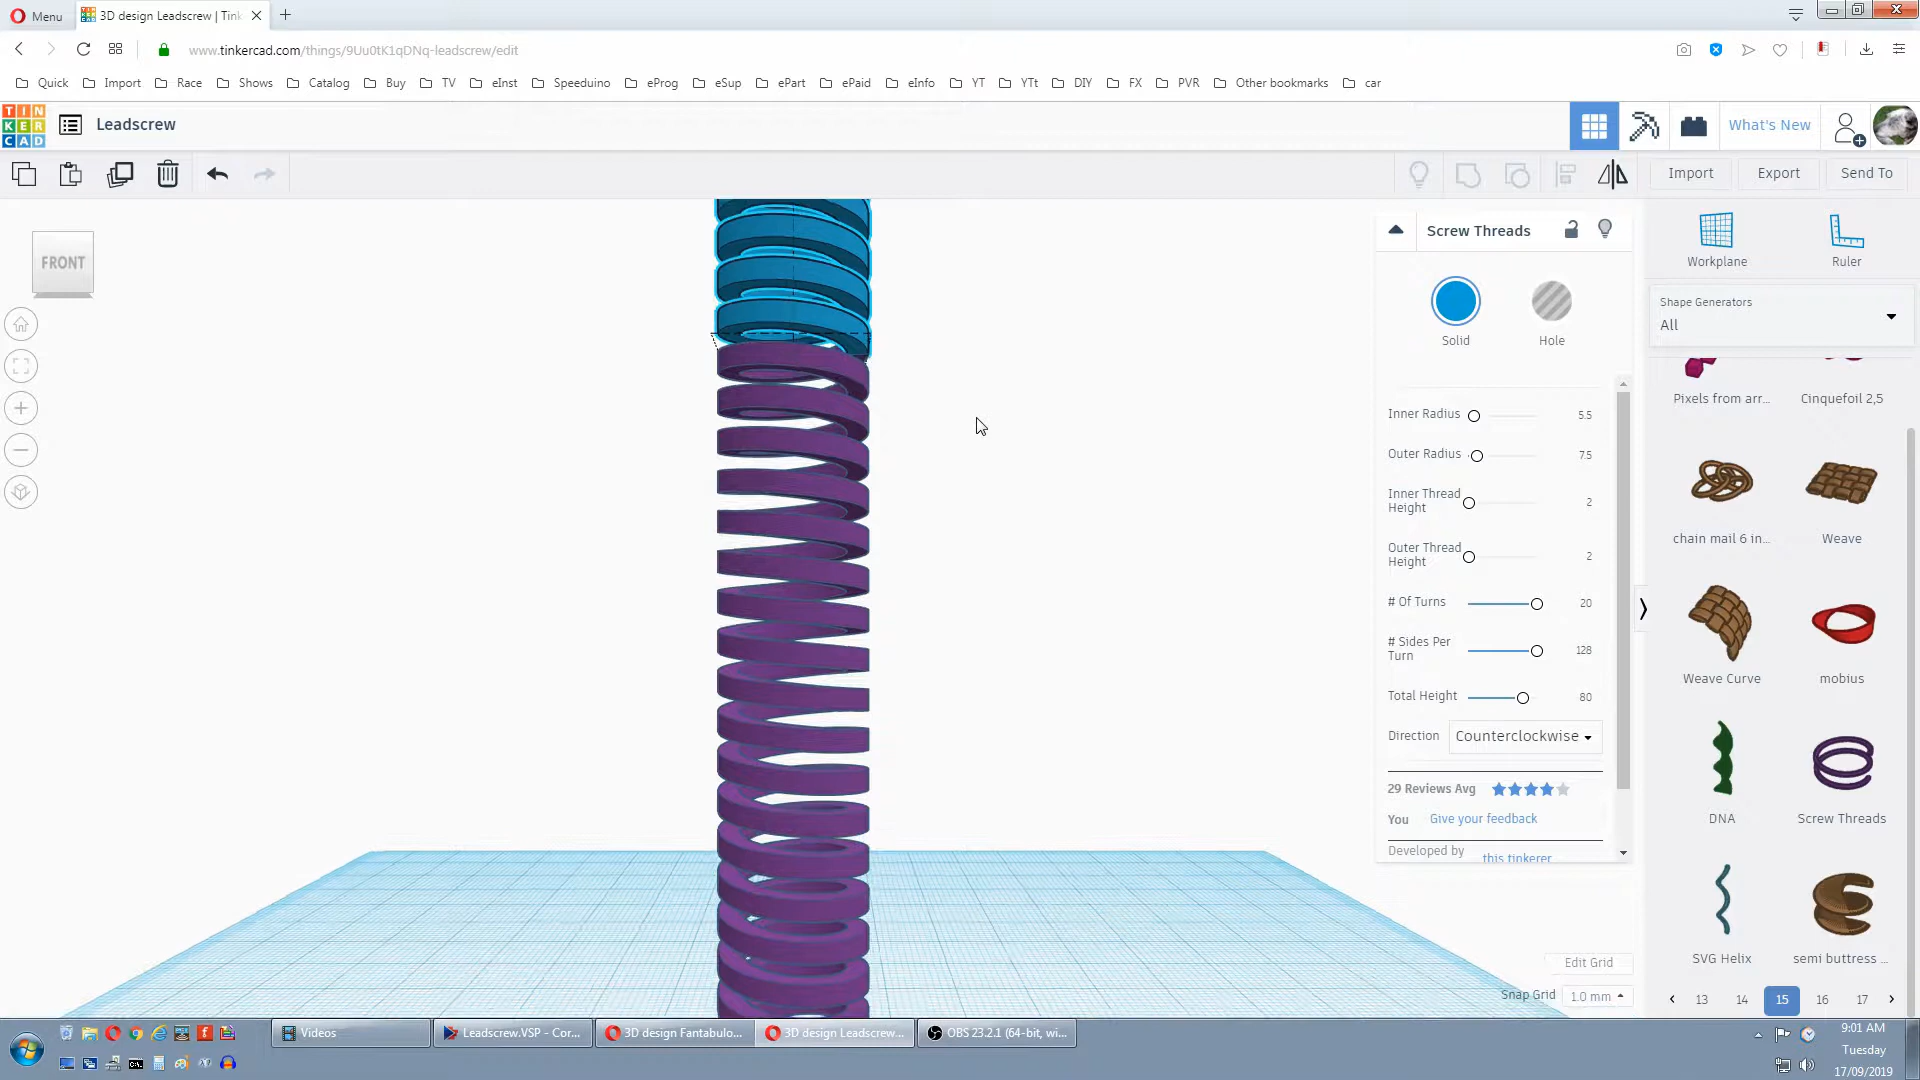 Menu
3D design Leadscrew | Tink
www.tinkercad.com/things/9Uu0tK1qDNq-leadscrew/edit
Quick Import Race Shows Catalog Buy TV eInst Speeduino eProg eSup ePart ePaid eInfo YT YTt DIY FX PVR Other bookmarks car
TIN
KER
CAD
Leadscrew
What's New
Import Export Send To
FRONT
Screw Threads
Solid Hole
Inner Radius 5.5
Outer Radius 7.5
Inner Thread
Height 2
Outer Thread
Height 2
# Of Turns 20
# Sides Per
Turn 128
Total Height 80
Direction Counterclockwise
29 Reviews Avg
You Give your feedback
Developed by this tinkerer
Edit Grid
Snap Grid 1.0 mm
Workplane Ruler
Shape Generators
All
Pixels from arr... Cinquefoil 2,5
chain mail 6 in... Weave
Weave Curve mobius
DNA Screw Threads
SVG Helix semi buttress ...
13 14 15 16 17
Videos Leadscrew.VSP - Cor... 3D design Fantabulo... 3D design Leadscrew... OBS 23.2.1 (64-bit, wi...
9:01 AM
Tuesday
17/09/2019